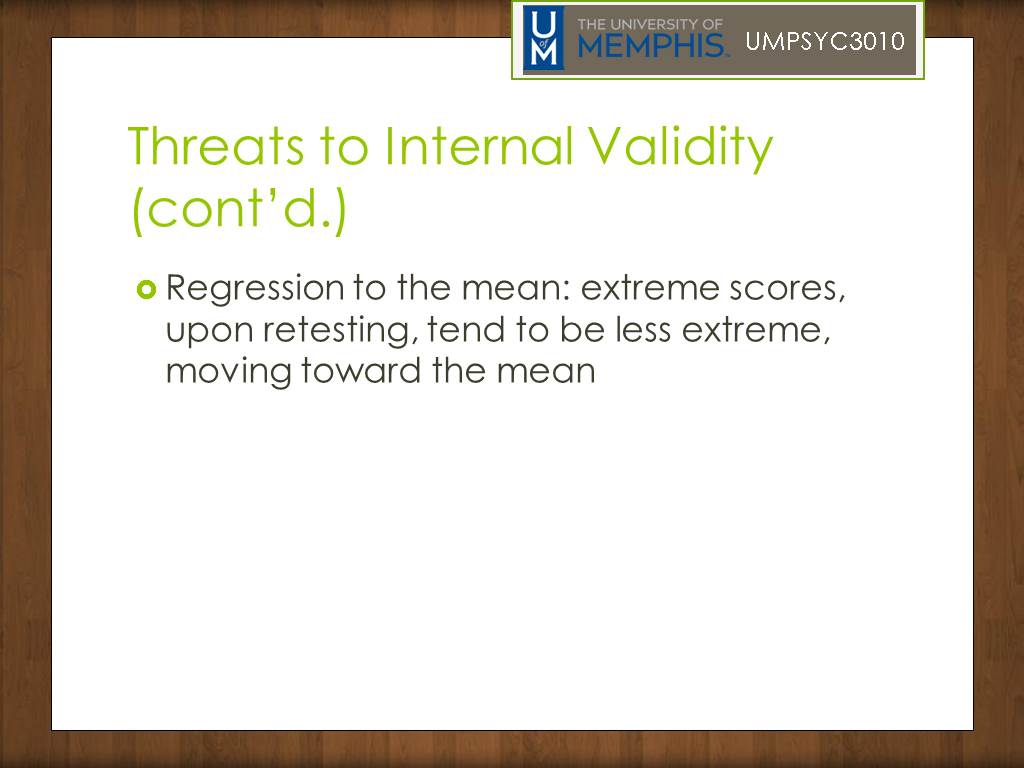 U
of
M
THE UNIVERSITY OF
MEMPHIS™
UMPSYC3010
Threats to Internal Validity
(cont’d.)
Regression to the mean: extreme scores,
upon retesting, tend to be less extreme,
moving toward the mean